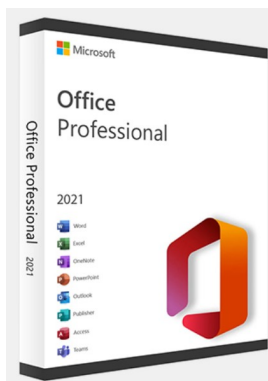 Microsoft
Office
Professional
2021
Word
Excel
OneNote
PowerPoint
Outlook
Publisher
Access
Teams
Office Professional 2021